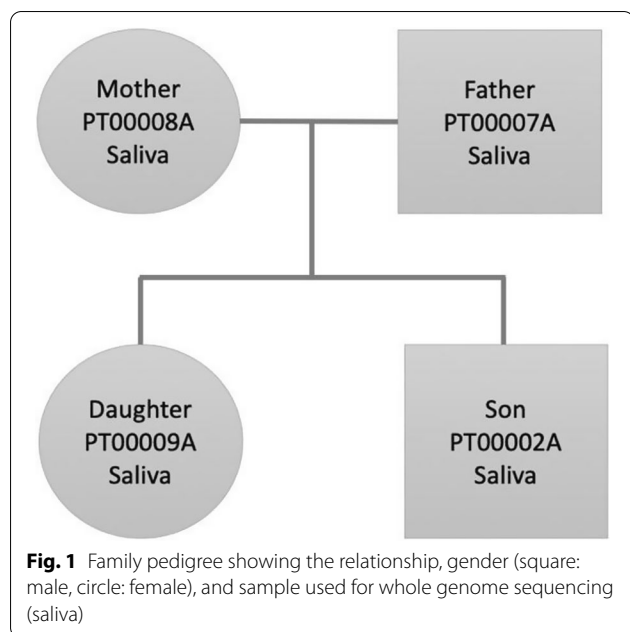 Mother
PT00008A
Saliva
Father
PT00007A
Saliva
Daughter
PT00009A
Saliva
Son
PT00002A
Saliva
Fig. 1 Family pedigree showing the relationship, gender (square:
male, circle: female), and sample used for whole genome sequencing
(saliva)